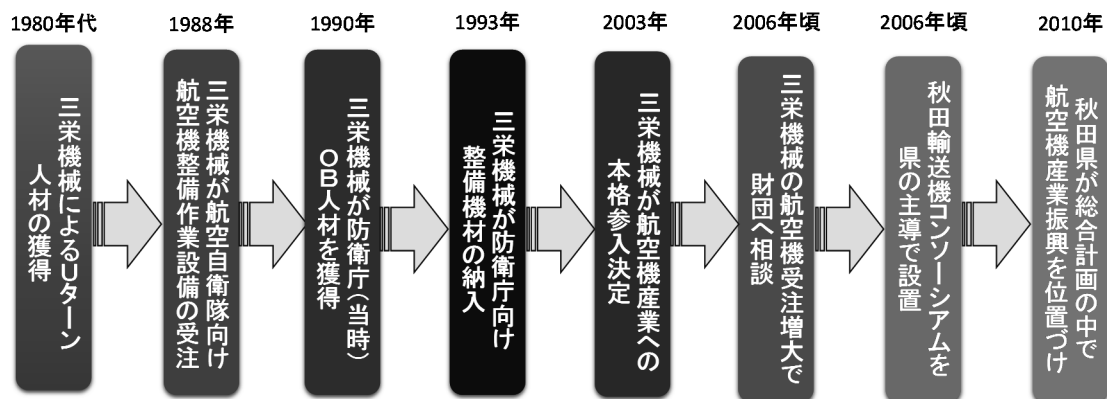 1980年代
三栄機械によるUターン
人材の獲得
1988年
三栄機械が航空自衛隊向け
航空機整備作業設備の受注
1990年
三栄機械が防衛庁(当時)
OB人材を獲得
1993年
三栄機械が防衛庁向け
整備機材の納入
2003年
三栄機械が航空機産業への
本格参入決定
2006年頃
三栄機械の航空機受注増大で
財団へ相談
2006年頃
秋田輸送機コンソーシアムを
県の主導で設置
2010年
秋田県が総合計画の中で
航空機産業振興を位置づけ